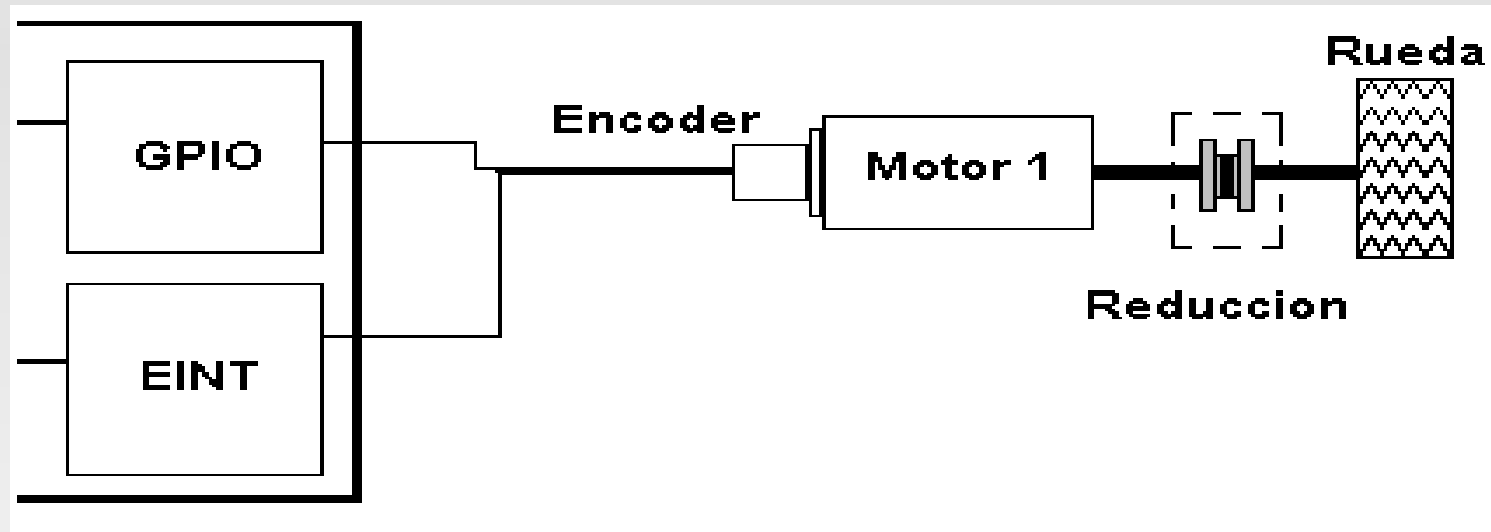 Rueda
Encoder
GPIO
Motor 1
Reduccion
EINT